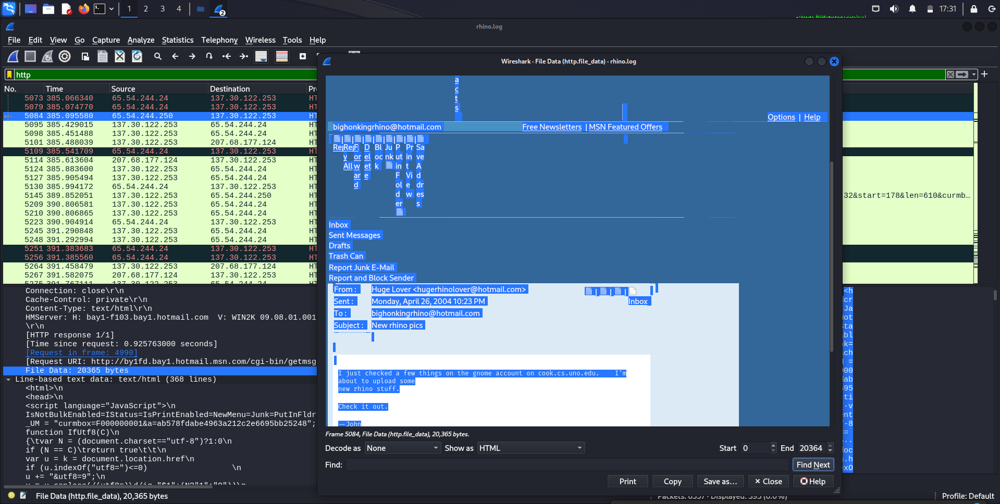 1 2 3 4
2
17:31
rhino.log
File Edit View Go Capture Analyze Statistics Telephony Wireless Tools Help
http
No. Time Source Destination
5073 385.066340 65.54.244.24 137.30.122.253 HT
5079 385.074770 65.54.244.24 137.30.122.253 HT
5084 385.095580 65.54.244.250 137.30.122.253 HT
5095 385.429015 137.30.122.253 65.54.244.24 HT
5098 385.451488 137.30.122.253 65.54.244.24 HT
5101 385.488039 137.30.122.253 207.68.177.124 HT
5109 385.541709 65.54.244.24 137.30.122.253 HT
5114 385.613604 207.68.177.124 137.30.122.253 HT
5124 385.883600 137.30.122.253 65.54.244.24 HT
5127 385.905494 137.30.122.253 65.54.244.24 HT
5130 385.994172 65.54.244.24 137.30.122.253 HT
5145 389.852051 137.30.122.253 65.54.244.250 HT
32&start=178&len=610&curmb…
5209 390.806581 137.30.122.253 65.54.244.24 HT
5210 390.806865 137.30.122.253 65.54.244.24 HT
5223 390.904914 65.54.244.24 137.30.122.253 HT
5245 391.290848 137.30.122.253 65.54.244.24 HT
5248 391.292994 137.30.122.253 65.54.244.24 HT
5251 391.383683 65.54.244.24 137.30.122.253 HT
5256 391.385560 65.54.244.24 137.30.122.253 HT
5264 391.458479 137.30.122.253 207.68.177.124 HT
5267 391.582075 207.68.177.124 137.30.122.253 HT
5275 391.767111 137.30.122.253 65.54.244.24 HT
Connection: close\r\n
Cache-Control: private\r\n
Content-Type: text/html\r\n
HMServer: H: bay1-f103.bay1.hotmail.com V: WIN2K 09.08.01.001
\r\n
[HTTP response 1/1]
[Time since request: 0.925763000 seconds]
[Request in frame: 4990]
[Request URI: http://by1fd.bay1.hotmail.msn.com/cgi-bin/getmsg
File Data: 20365 bytes
Line-based text data: text/html (368 lines)
<html>\n
<head>\n
<script language="JavaScript">\n
IsNotBulkEnabled=IStatus=IsPrintEnabled=NewMenu=Junk=PutInFldr
_UM = "curmbox=F000000001&a=ab578fdabe4963a212c2e6695bb25248";
function IfUtf8(C)\n
{\tvar N = (document.charset=="utf-8")?1:0\n
if (N == C)\treturn true\t\t\n
var u = k = document.location.href\n
if (u.indexOf("utf8=")<=0) \n
u += "&utf8=9";\n
File Data (http.file_data), 20,365 bytes
Wireshark · File Data (http.file_data) · rhino.log
a
c
t
s
Options | Help
bighonkingrhino@hotmail.com Free Newsletters | MSN Featured Offers
| | | | | | | |
Re Rep F D Bl Ju P Pr Sa
y or el oc nk ut in ve
All w et k in t A
ar e F Vi d
d ol e dr
d w es
er s
Inbox
Sent Messages
Drafts
Trash Can
Report Junk E-Mail
Report and Block Sender
From : Huge Lover <hugerhinolover@hotmail.com>
| | |
Sent : Monday, April 26, 2004 10:23 PM Inbox
To : bighonkingrhino@hotmail.com
Subject : New rhino pics
I just checked a few things on the gnome account on cook.cs.uno.edu. I'm
about to upload some
new rhino stuff.
Check it out.
--John
Frame 5084, File Data (http.file_data), 20,365 bytes.
Decode as None Show as HTML Start 0 End 20364
Find: Find Next
Print Copy Save as… Close Help
<h
scr
Ja
ot
sta
abl
k=
ach
M =
000
dab
95
cti
(·v
ent
f-8
==
..
doc
n.h
exO
Profile: Default